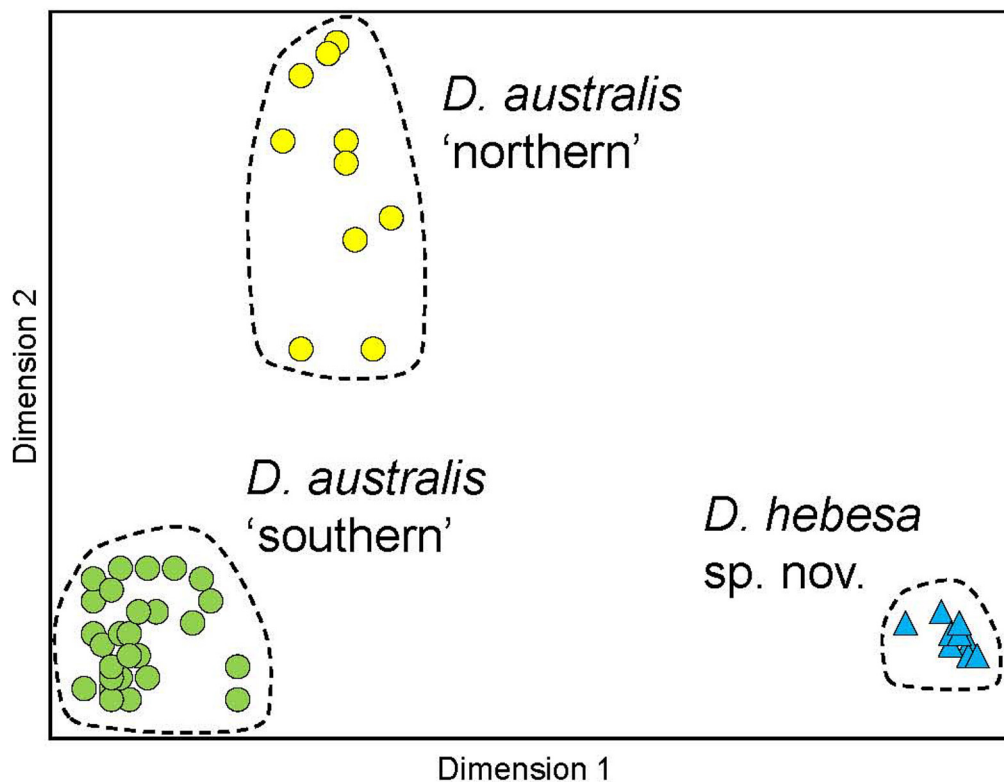 D. australis
‘northern’
Dimension 2
D. australis
‘southern’
D. hebesa
sp. nov.
Dimension 1